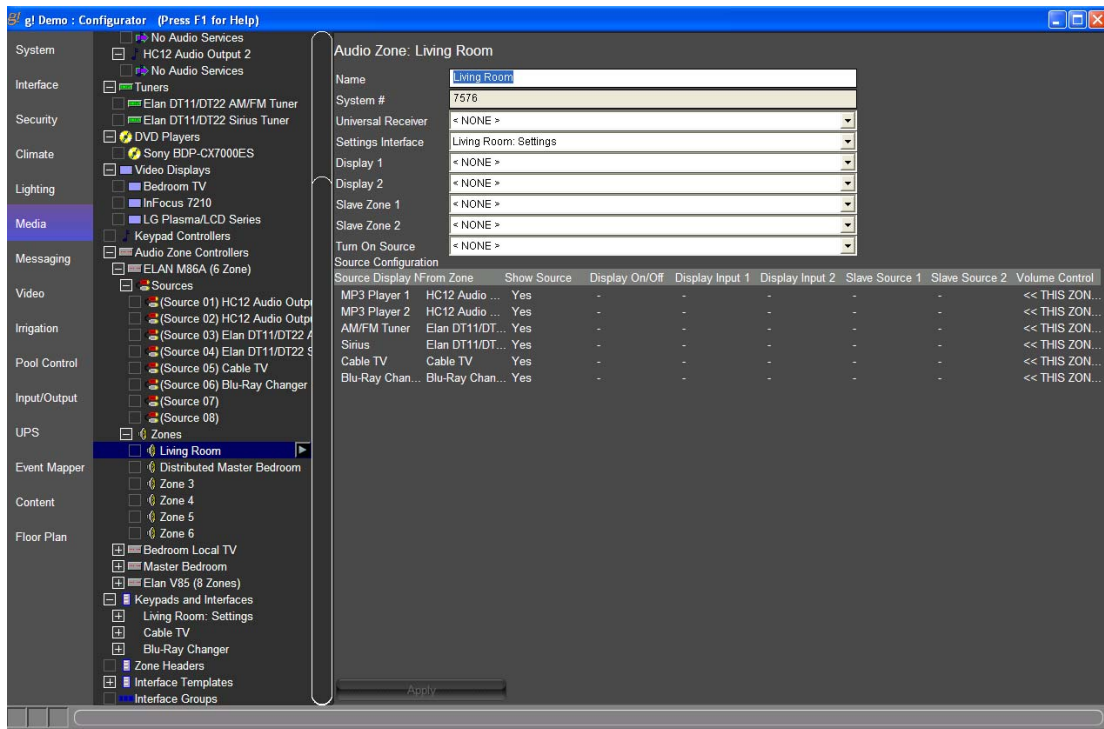 g! Demo : Configurator (Press F1 for Help)
System
Interface
Security
Climate
Lighting
Media
Messaging
Video
Irrigation
Pool Control
Input/Output
UPS
Event Mapper
Content
Floor Plan
No Audio Services
HC12 Audio Output 2
No Audio Services
Tuners
Elan DT11/DT22 AM/FM Tuner
Elan DT11/DT22 Sirius Tuner
DVD Players
Sony BDP-CX7000ES
Video Displays
Bedroom TV
InFocus 7210
LG Plasma/LCD Series
Keypad Controllers
Audio Zone Controllers
ELAN M86A (6 Zone)
Sources
(Source 01) HC12 Audio Outp
(Source 02) HC12 Audio Outp
(Source 03) Elan DT11/DT22 A
(Source 04) Elan DT11/DT22 S
(Source 05) Cable TV
(Source 06) Blu-Ray Changer
(Source 07)
(Source 08)
Zones
Living Room
Distributed Master Bedroom
Zone 3
Zone 4
Zone 5
Zone 6
Bedroom Local TV
Master Bedroom
Elan V85 (8 Zones)
Keypads and Interfaces
Living Room: Settings
Cable TV
Blu-Ray Changer
Zone Headers
Interface Templates
Interface Groups
Audio Zone: Living Room
Name Living Room
System # 7576
Universal Receiver < NONE >
Settings Interface Living Room: Settings
Display 1 < NONE >
Display 2 < NONE >
Slave Zone 1 < NONE >
Slave Zone 2 < NONE >
Turn On Source < NONE >
Source Configuration
Source Display N From Zone Show Source Display On/Off Display Input 1 Display Input 2 Slave Source 1 Slave Source 2 Volume Control
MP3 Player 1 HC12 Audio ... Yes - - - - - << THIS ZON...
MP3 Player 2 HC12 Audio ... Yes - - - - - << THIS ZON...
AM/FM Tuner Elan DT11/DT... Yes - - - - - << THIS ZON...
Sirius Elan DT11/DT... Yes - - - - - << THIS ZON...
Cable TV Cable TV Yes - - - - - << THIS ZON...
Blu-Ray Chan... Blu-Ray Chan... Yes - - - - - << THIS ZON...
Apply